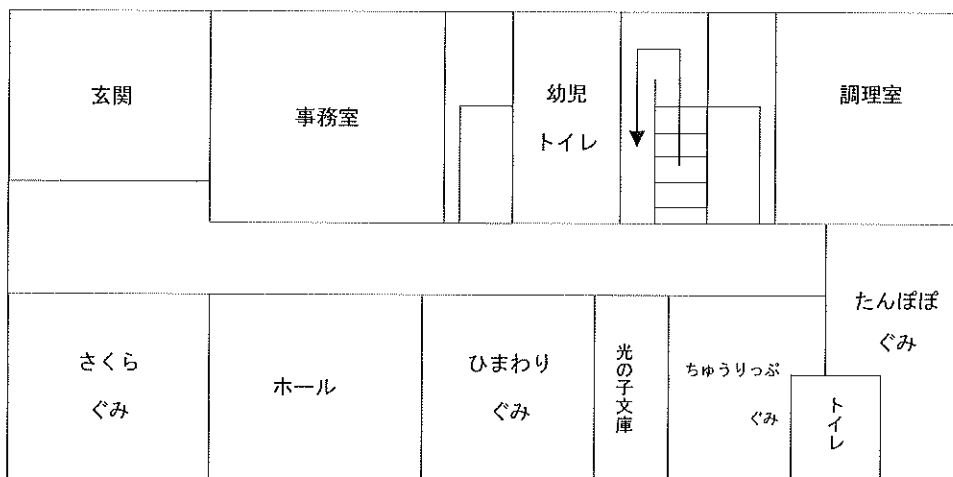 玄関
事務室
幼児
トイレ
調理室
さくら
ぐみ
ホール
ひまわり
ぐみ
光の子文庫
ちゅうりっぷ
ぐみ
トイレ
たんぽぽ
ぐみ